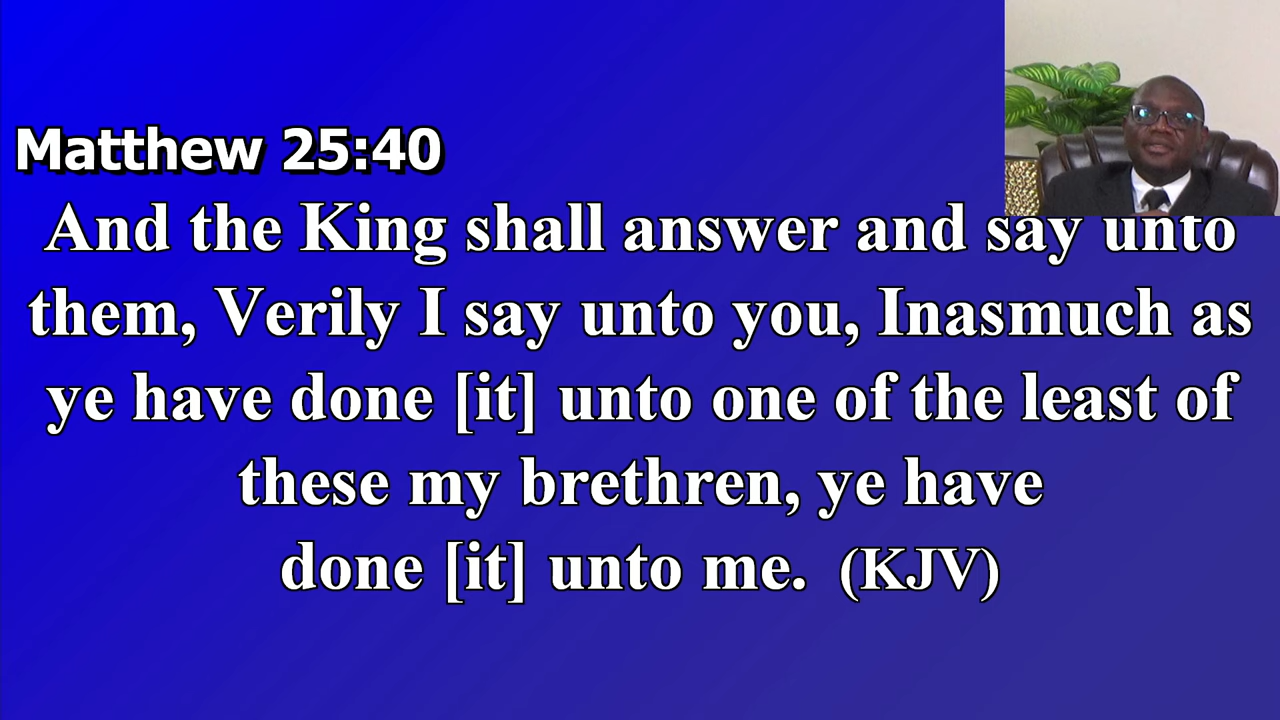 Matthew 25:40
And the King shall answer and say unto
them, Verily I say unto you, Inasmuch as
ye have done [it] unto one of the least of
these my brethren, ye have
done [it] unto me. (KJV)